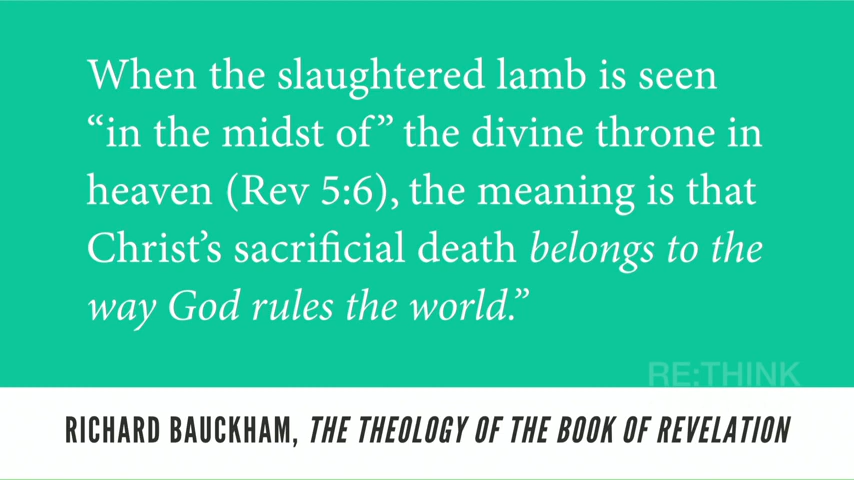 When the slaughtered lamb is seen
“in the midst of” the divine throne in
heaven (Rev 5:6), the meaning is that
Christ’s sacrificial death belongs to the
way God rules the world.”
RE:THINK
RICHARD BAUCKHAM, THE THEOLOGY OF THE BOOK OF REVELATION